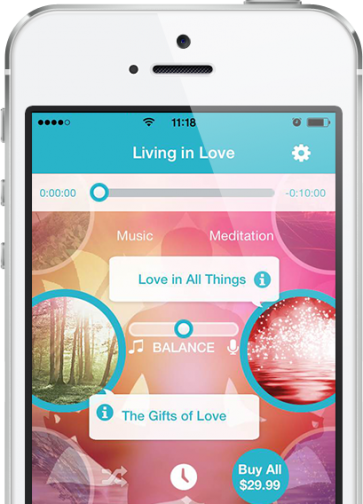 11:18
Living in Love
0:00:00
-0:10:00
Music
Meditation
Love in All Things
BALANCE
The Gifts of Love
Buy All
$29.99